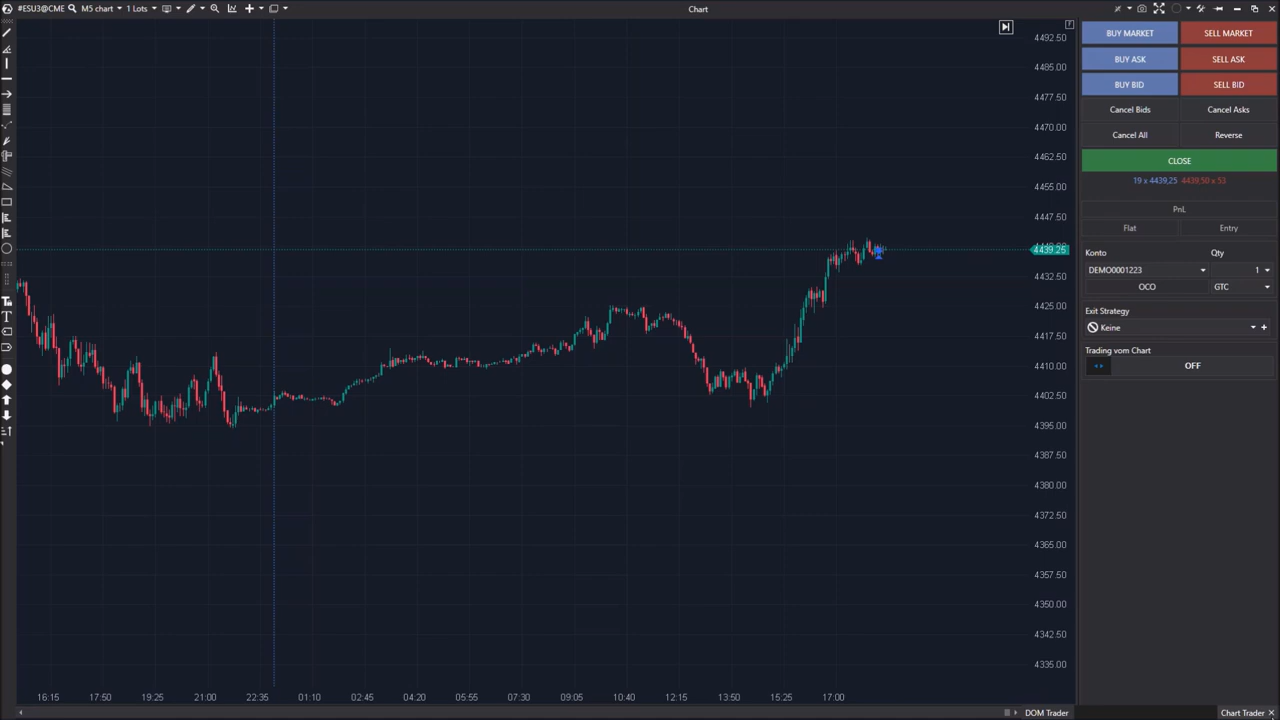 #ESU3@CME M5 chart 1 Lots
Chart
F
4492.50
4485.00
4477.50
4470.00
4462.50
4455.00
4447.50
4439.25
4432.50
4425.00
4417.50
4410.00
4402.50
4395.00
4387.50
4380.00
4372.50
4365.00
4357.50
4350.00
4342.50
4335.00
16:15 17:50 19:25 21:00 22:35 01:10 02:45 04:20 05:55 07:30 09:05 10:40 12:15 13:50 15:25 17:00
BUY MARKET SELL MARKET
BUY ASK SELL ASK
BUY BID SELL BID
Cancel Bids Cancel Asks
Cancel All Reverse
CLOSE
19 x 4439,25 4439,50 x 53
PnL
Flat Entry
Konto Qty
DEMO0001223 1
OCO GTC
Exit Strategy
Keine
Trading vom Chart
OFF
DOM Trader Chart Trader